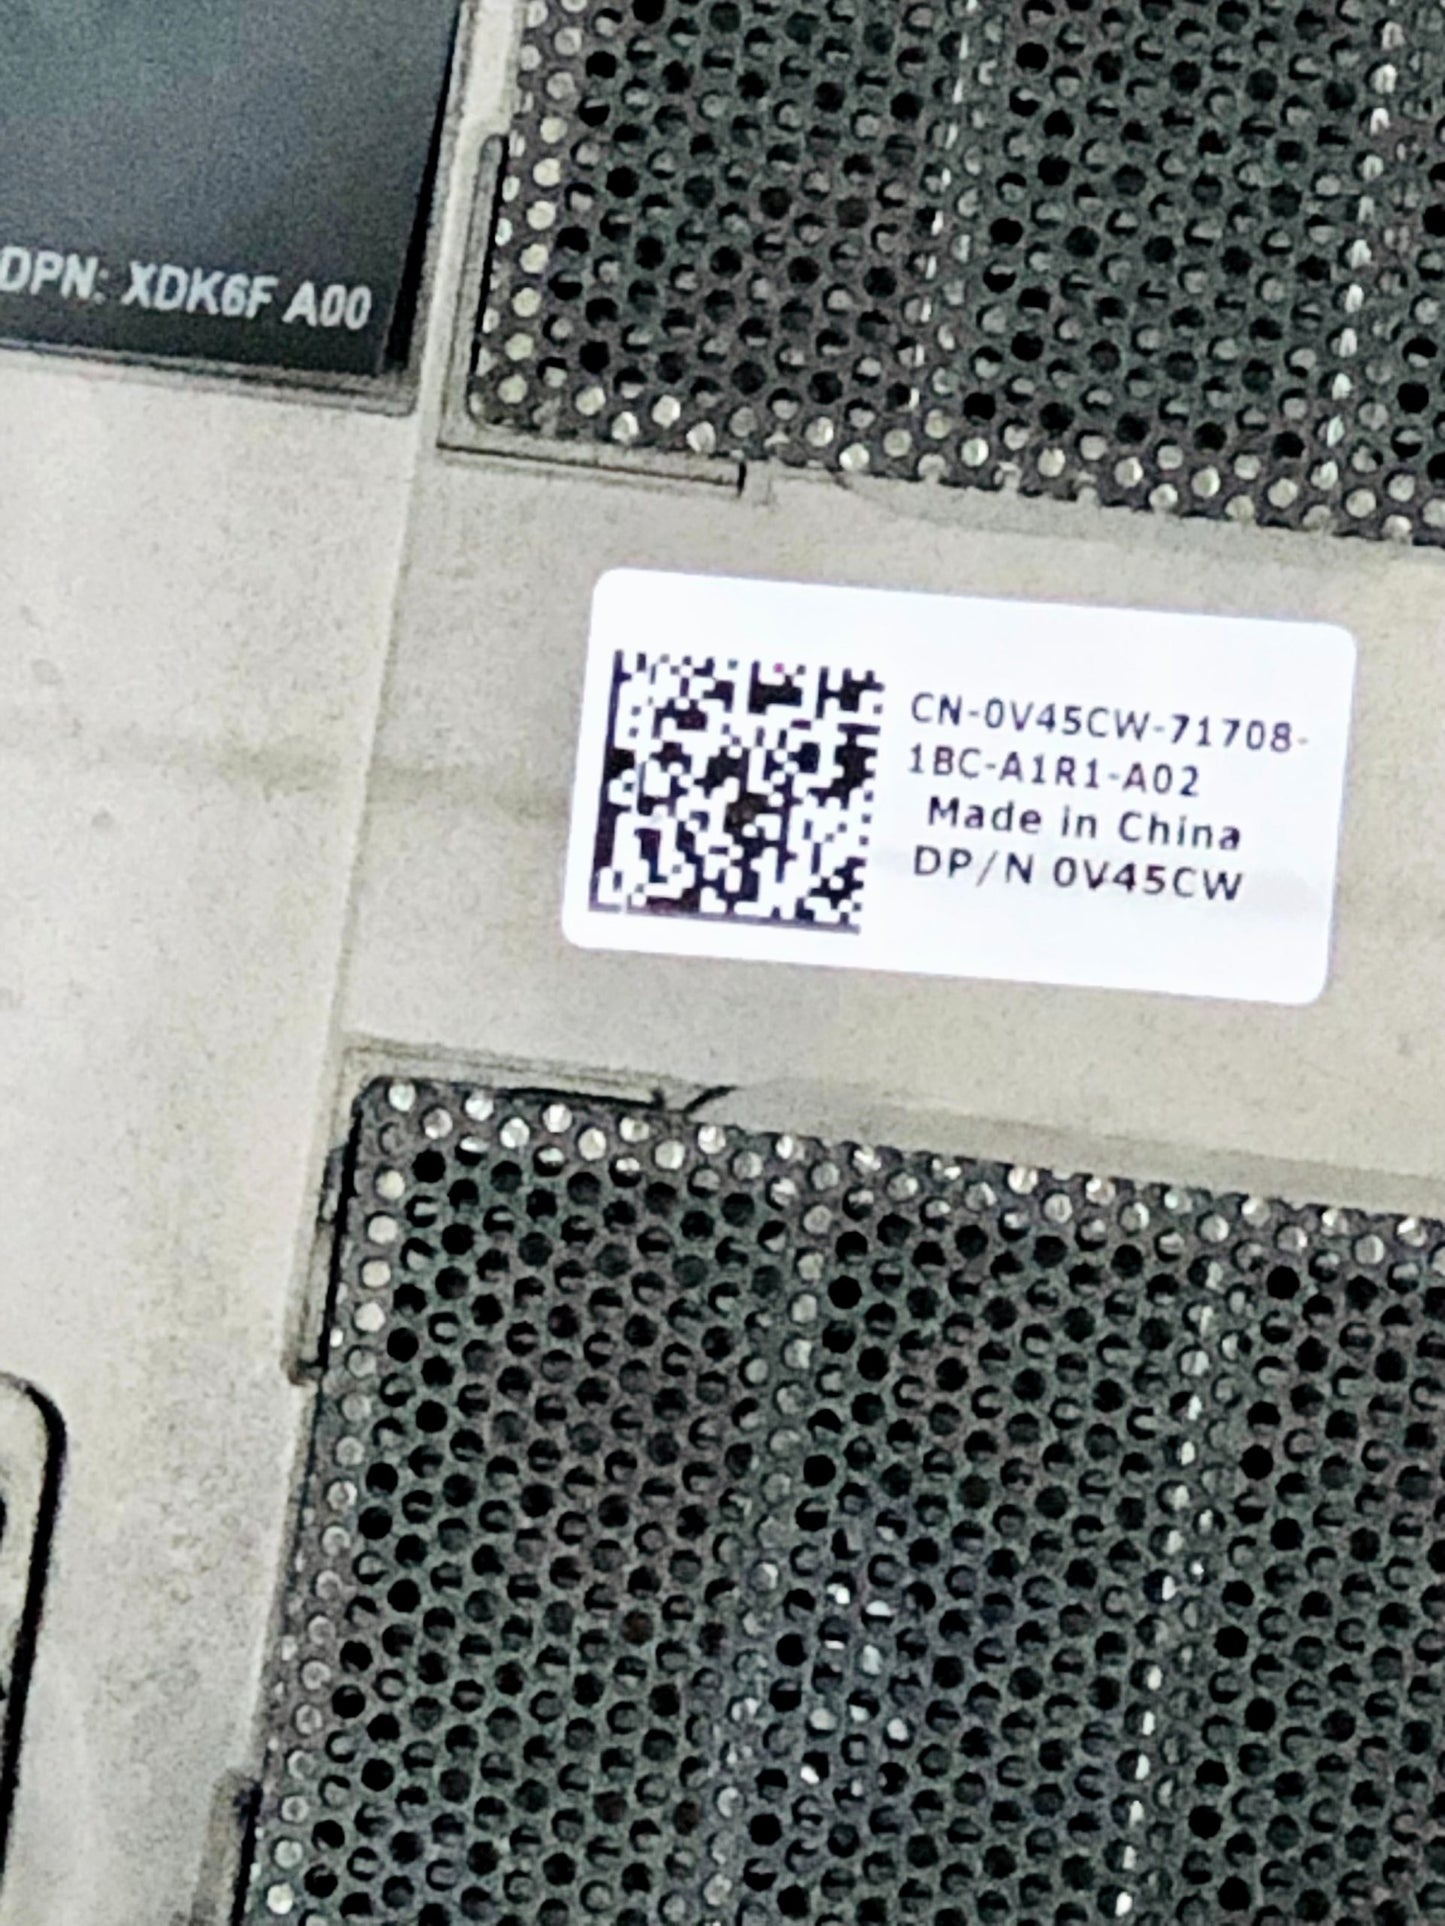 DPN: XDK6F A00
CN-0V45CW-71708-
1BC-A1R1-A02
Made in China
DP/N 0V45CW